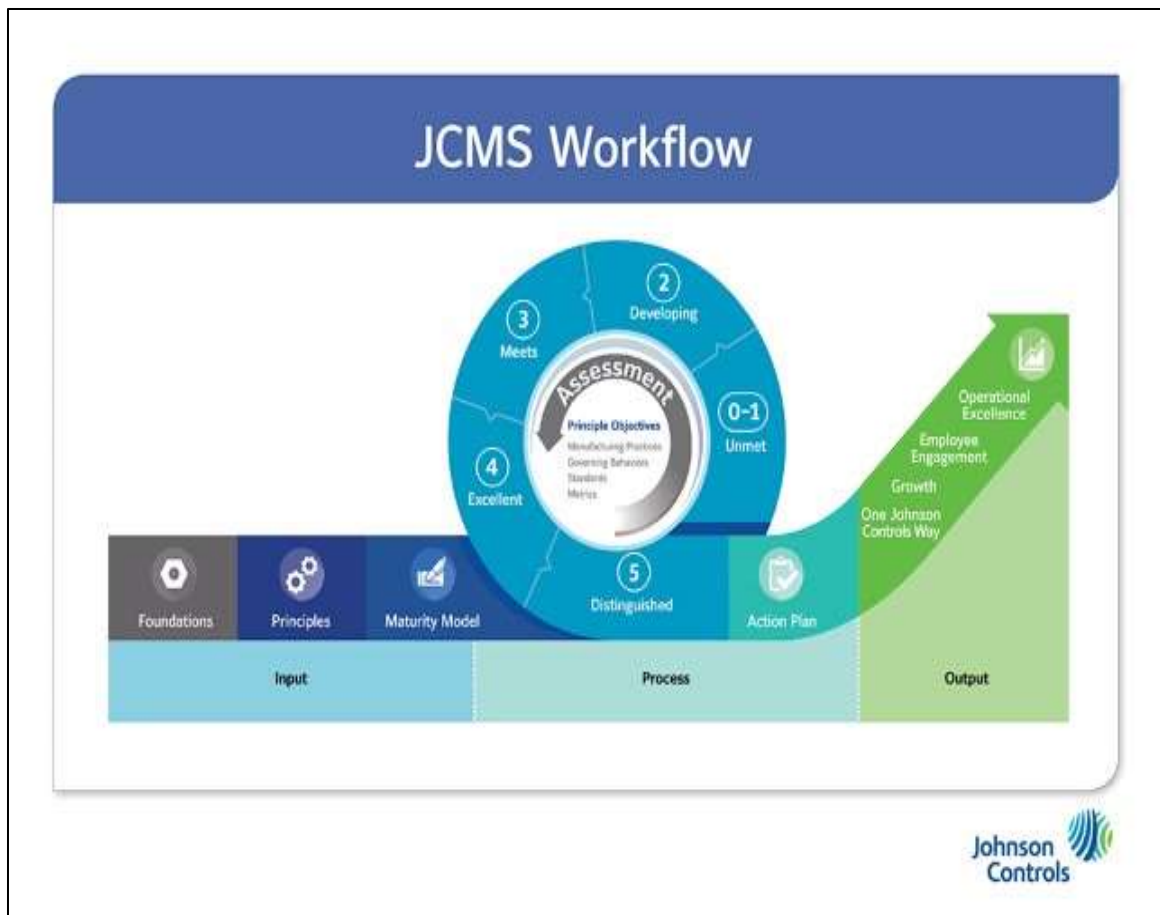 JCMS Workflow
2
Developing
3
Meets
Assessment
0-1
Unmet
Principle Objectives
Manufacturing Practices
Governing Behaviors
Standards
Metrics
4
Excellent
5
Distinguished
Foundations
Principles
Maturity Model
Action Plan
Operational
Excellence
Employee
Engagement
Growth
One Johnson
Controls Way
Input
Process
Output
Johnson
Controls